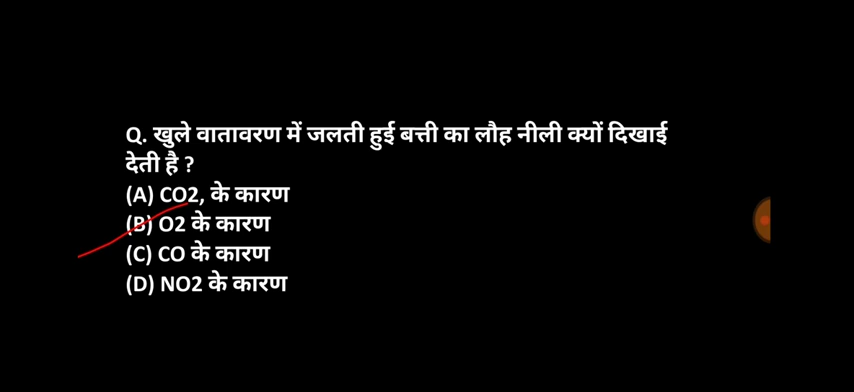 Q. खुले वातावरण में जलती हुई बत्ती का लौह नीली क्यों दिखाई
देती है ?
(A) CO2, के कारण
(B) O2 के कारण
(C) CO के कारण
(D) NO2 के कारण